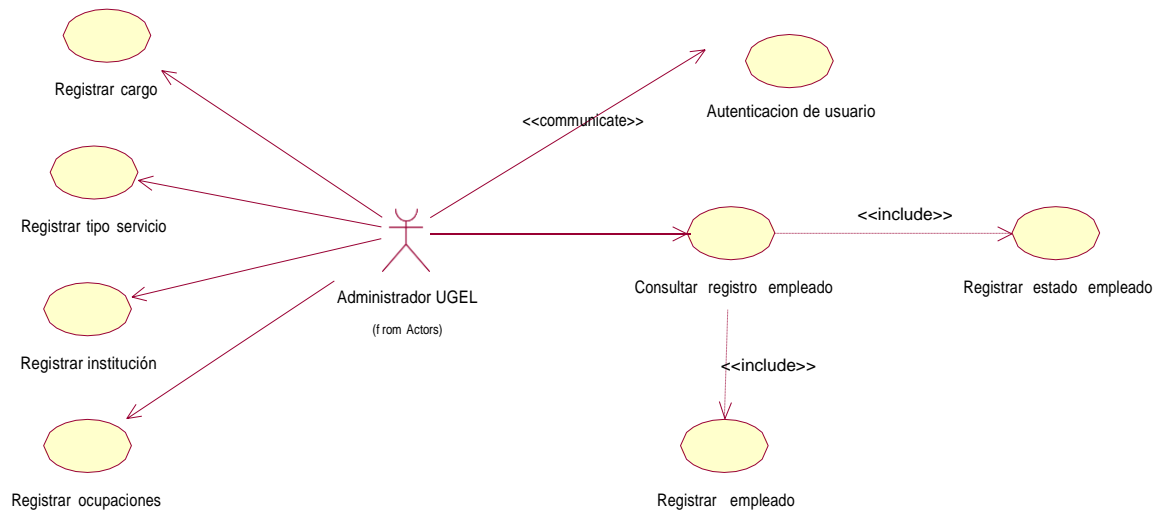 Registrar cargo
Autenticacion de usuario
<<communicate>>
Registrar tipo servicio
<<include>>
Administrador UGEL
(f rom Actors)
Consultar registro empleado
Registrar estado empleado
Registrar institución
<<include>>
Registrar ocupaciones
Registrar empleado